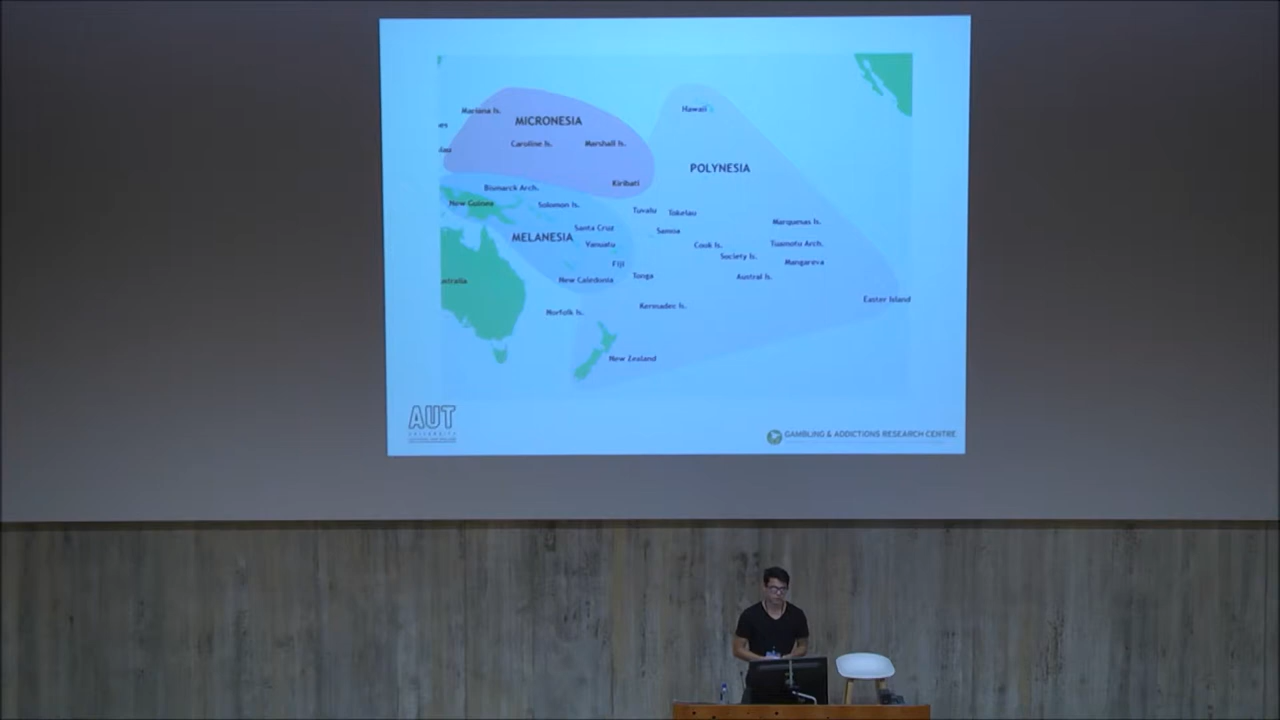 Hawaii
Mariana Is.
MICRONESIA
Caroline Is.
Marshall Is.
POLYNESIA
Kiribati
Bismarck Arch.
New Guinea
Solomon Is.
Tuvalu
Tokelau
Marquesas Is.
Santa Cruz
Samoa
MELANESIA
Vanuatu
Cook Is.
Tuamotu Arch.
Society Is.
Fiji
Mangareva
New Caledonia
Tonga
Austral Is.
ustralia
Easter Island
Kermadec Is.
Norfolk Is.
New Zealand
AUT
UNIVERSITY
GAMBLING & ADDICTIONS RESEARCH CENTRE